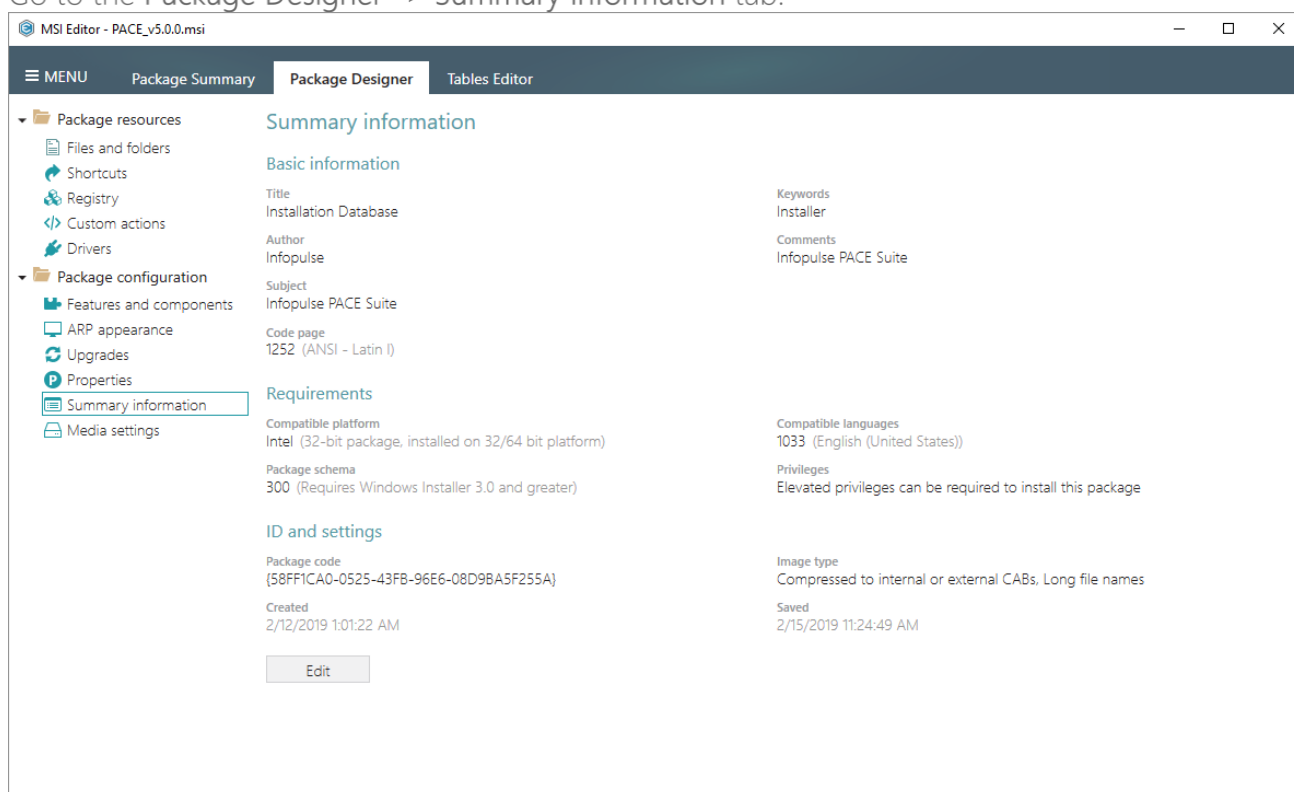 Go to the Package Designer -> Summary information tab.
MSI Editor - PACE_v5.0.0.msi
MENU Package Summary Package Designer Tables Editor
Package resources
Files and folders
Shortcuts
Registry
Custom actions
Drivers
Package configuration
Features and components
ARP appearance
Upgrades
Properties
Summary information
Media settings
Summary information
Basic information
Title
Installation Database
Keywords
Installer
Author
Infopulse
Comments
Infopulse PACE Suite
Subject
Infopulse PACE Suite
Code page
1252 (ANSI - Latin I)
Requirements
Compatible platform
Intel (32-bit package, installed on 32/64 bit platform)
Compatible languages
1033 (English (United States))
Package schema
300 (Requires Windows Installer 3.0 and greater)
Privileges
Elevated privileges can be required to install this package
ID and settings
Package code
{58FF1CA0-0525-43FB-96E6-08D9BA5F255A}
Image type
Compressed to internal or external CABs, Long file names
Created
2/12/2019 1:01:22 AM
Saved
2/15/2019 11:24:49 AM
Edit